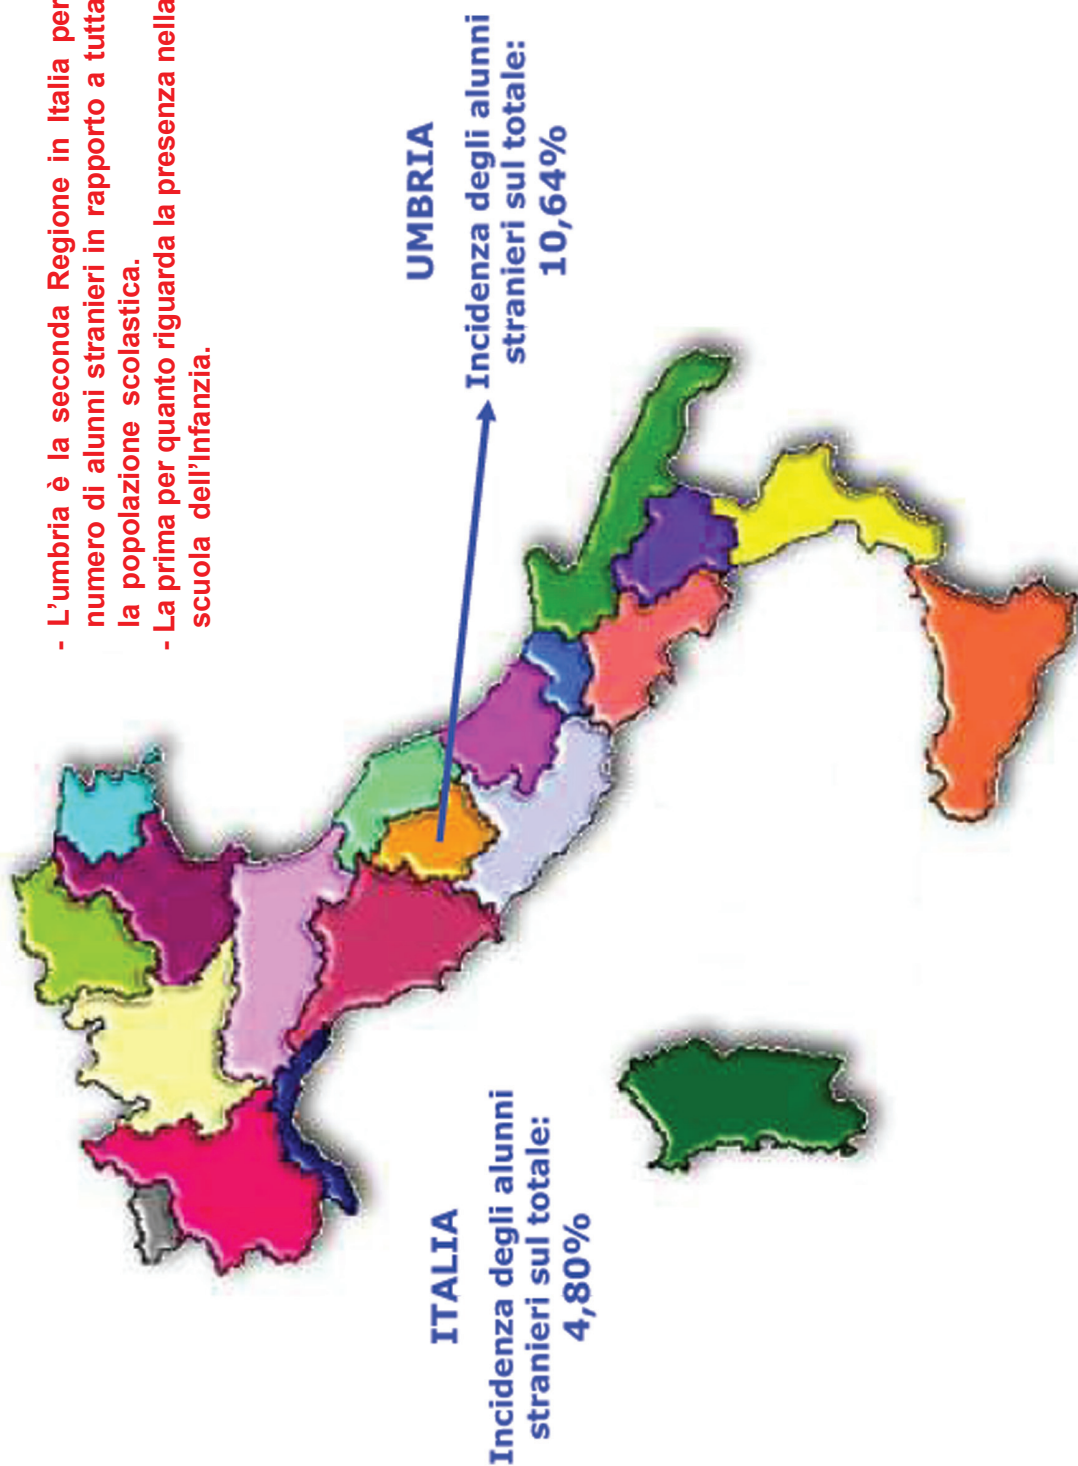 - L'umbria è la seconda Regione in Italia per
numero di alunni stranieri in rapporto a tutta
la popolazione scolastica.
- La prima per quanto riguarda la presenza nella
scuola dell'Infanzia.
ITALIA
Incidenza degli alunni
stranieri sul totale:
4,80%
UMBRIA
Incidenza degli alunni
stranieri sul totale:
10,64%